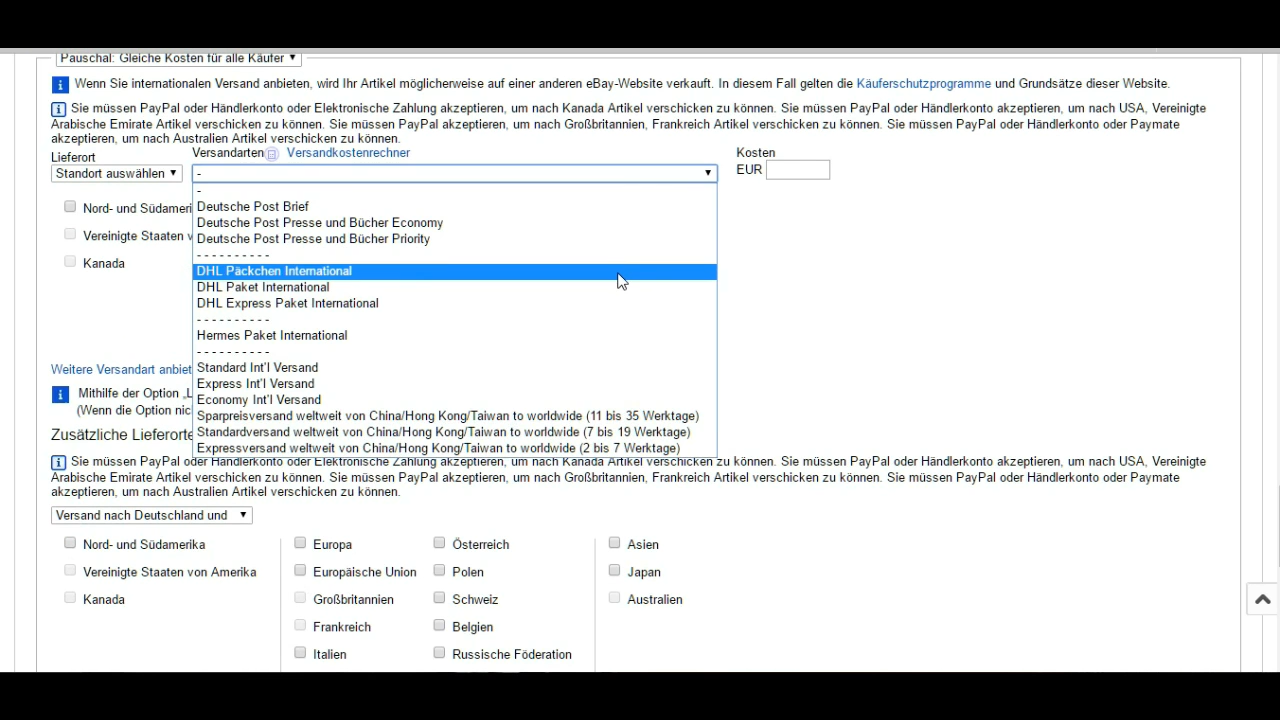 Pauschal: Gleiche Kosten für alle Käufer
Wenn Sie internationalen Versand anbieten, wird Ihr Artikel möglicherweise auf einer anderen eBay-Website verkauft. In diesem Fall gelten die Käuferschutzprogramme und Grundsätze dieser Website.
Sie müssen PayPal oder Händlerkonto oder Elektronische Zahlung akzeptieren, um nach Kanada Artikel verschicken zu können. Sie müssen PayPal oder Händlerkonto akzeptieren, um nach USA, Vereinigte
Arabische Emirate Artikel verschicken zu können. Sie müssen PayPal akzeptieren, um nach Großbritannien, Frankreich Artikel verschicken zu können. Sie müssen PayPal oder Händlerkonto oder Paymate
akzeptieren, um nach Australien Artikel verschicken zu können.
Lieferort Versandarten Versandkostenrechner Kosten
Standort auswählen - EUR
-
Deutsche Post Brief
Deutsche Post Presse und Bücher Economy
Deutsche Post Presse und Bücher Priority
- - - - - - - - - -
DHL Päckchen International
DHL Paket International
DHL Express Paket International
- - - - - - - - - -
Hermes Paket International
- - - - - - - - - -
Standard Int'l Versand
Express Int'l Versand
Economy Int'l Versand
Sparpreisversand weltweit von China/Hong Kong/Taiwan to worldwide (11 bis 35 Werktage)
Standardversand weltweit von China/Hong Kong/Taiwan to worldwide (7 bis 19 Werktage)
Expressversand weltweit von China/Hong Kong/Taiwan to worldwide (2 bis 7 Werktage)
Nord- und Südameri
Vereinigte Staaten v
Kanada
Weitere Versandart anbiet
Mithilfe der Option „L
(Wenn die Option nic
Zusätzliche Lieferorte
Sie müssen PayPal oder Händlerkonto oder Elektronische Zahlung akzeptieren, um nach Kanada Artikel verschicken zu können. Sie müssen PayPal oder Händlerkonto akzeptieren, um nach USA, Vereinigte
Arabische Emirate Artikel verschicken zu können. Sie müssen PayPal akzeptieren, um nach Großbritannien, Frankreich Artikel verschicken zu können. Sie müssen PayPal oder Händlerkonto oder Paymate
akzeptieren, um nach Australien Artikel verschicken zu können.
Versand nach Deutschland und
Nord- und Südamerika Europa Österreich Asien
Vereinigte Staaten von Amerika Europäische Union Polen Japan
Kanada Großbritannien Schweiz Australien
Frankreich Belgien
Italien Russische Föderation